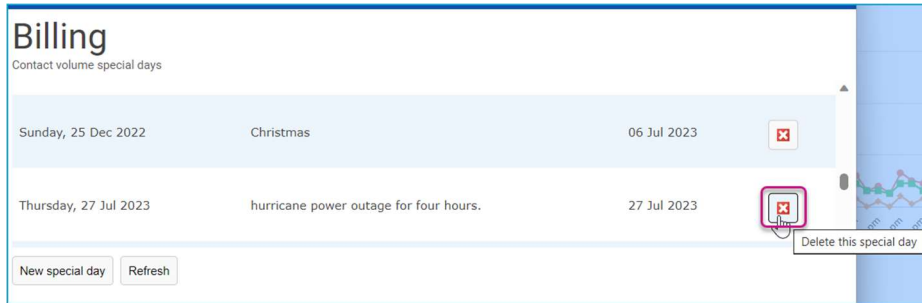 Billing
Contact volume special days
Sunday, 25 Dec 2022 Christmas 06 Jul 2023
Thursday, 27 Jul 2023 hurricane power outage for four hours. 27 Jul 2023
Delete this special day
New special day Refresh